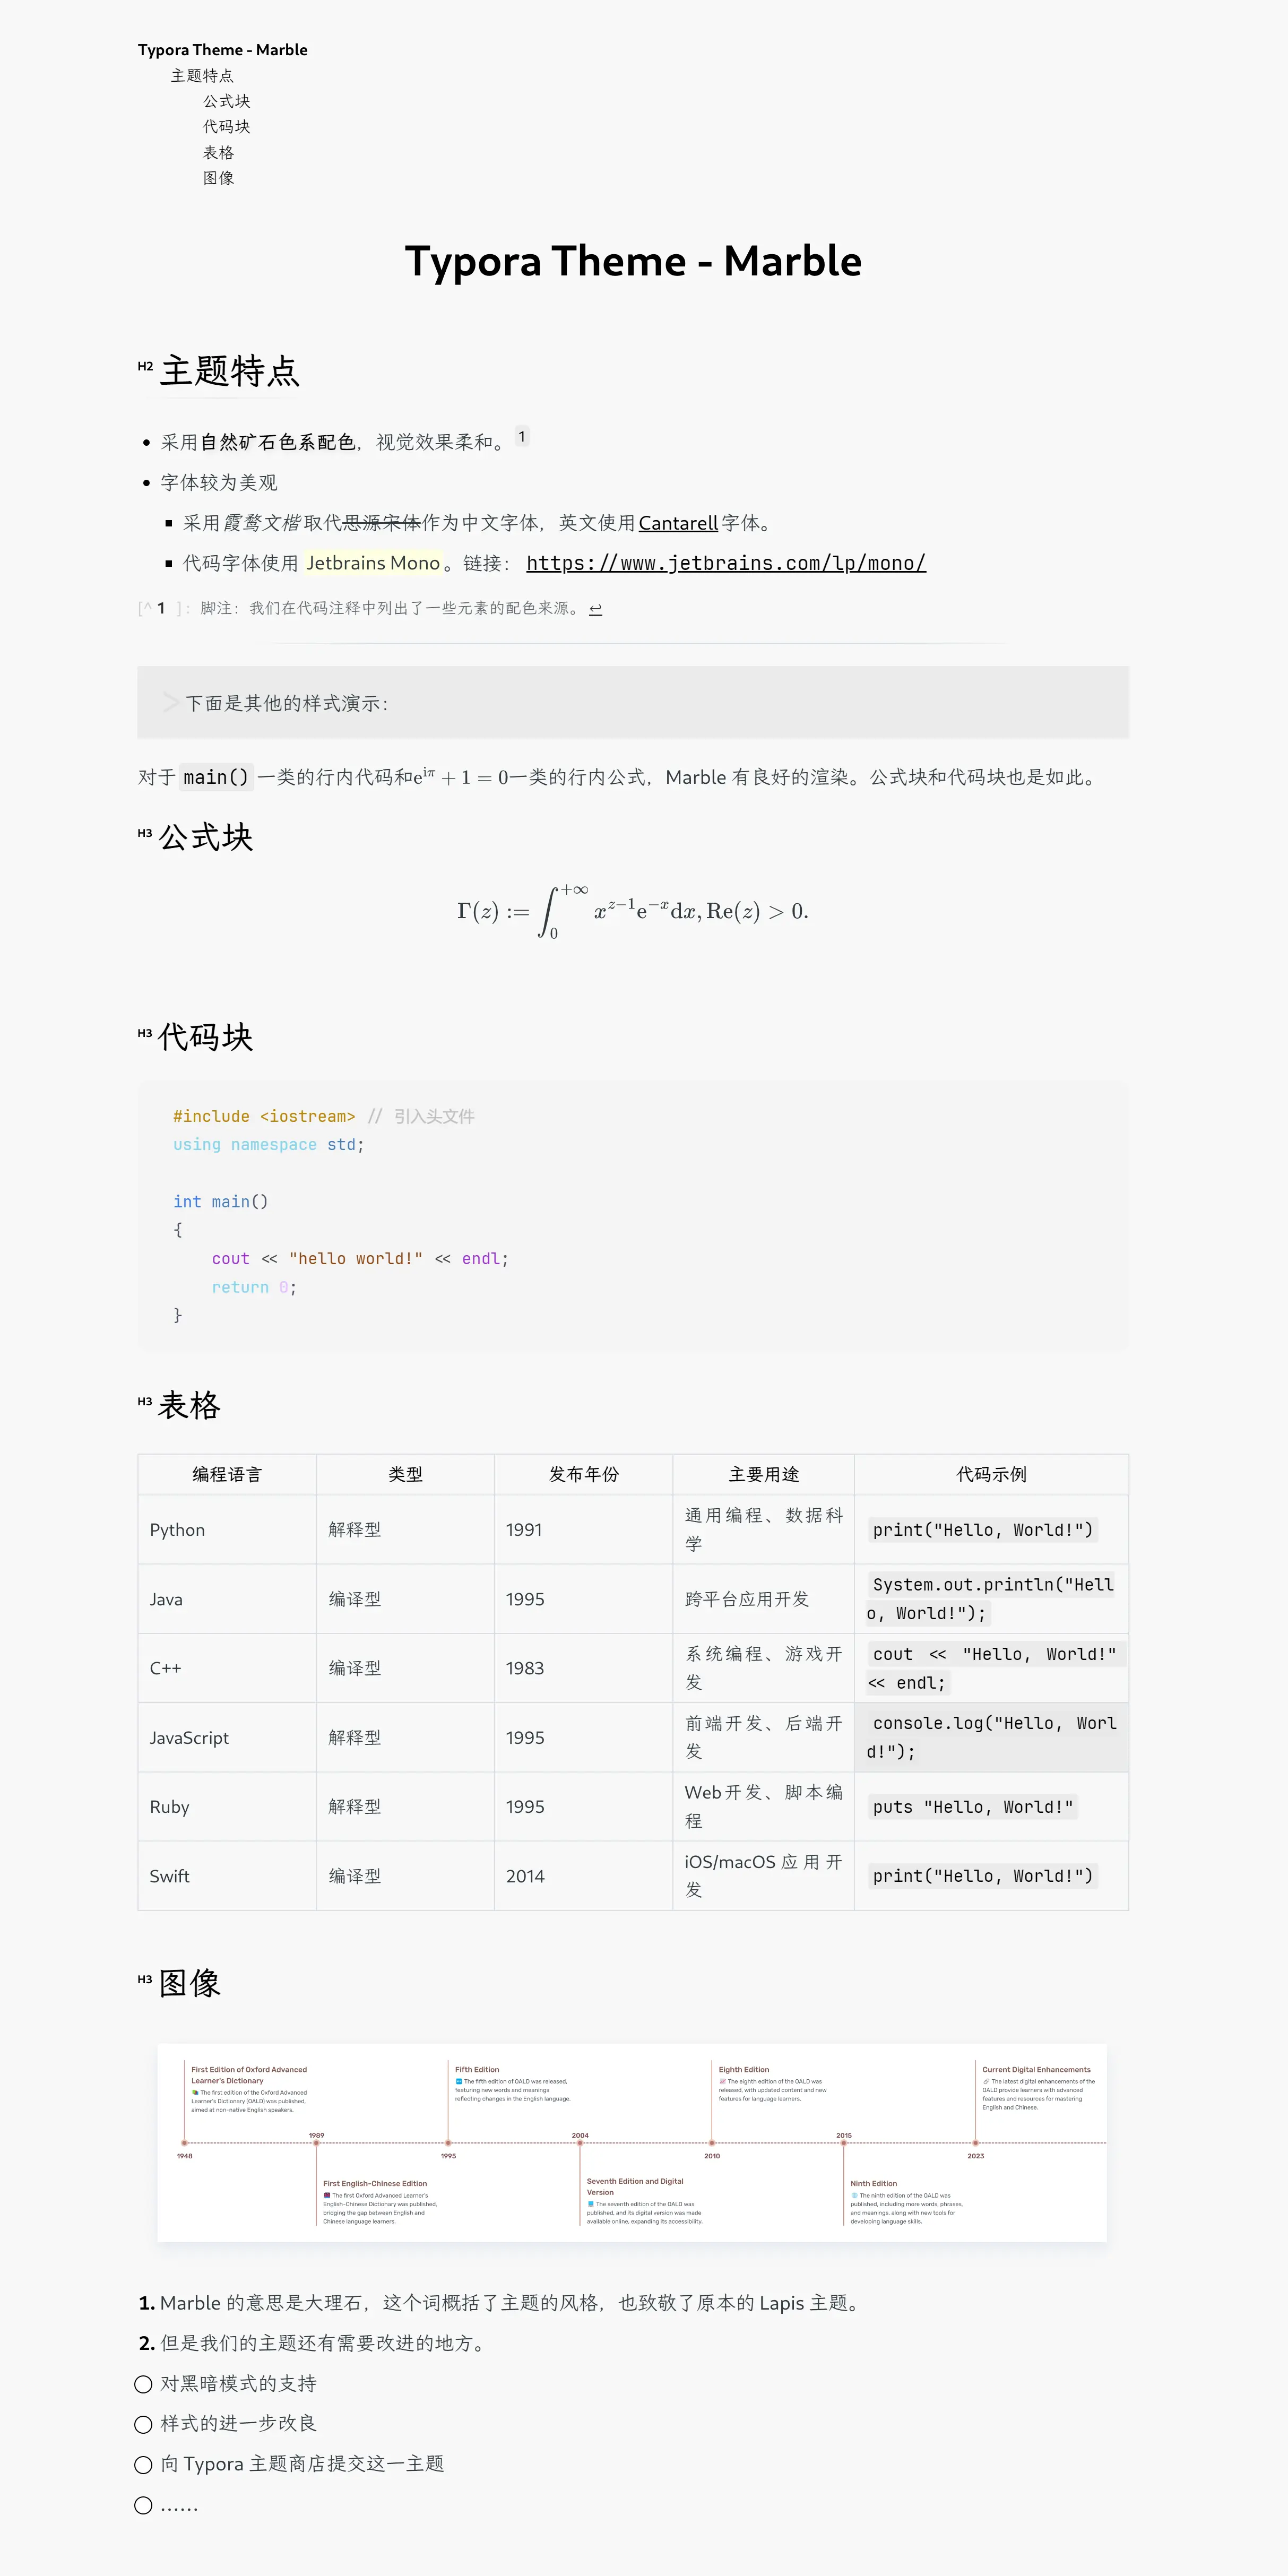 Typora Theme - Marble
主题特点
公式块
代码块
表格
图像
Typora Theme - Marble
H2 主题特点
• 采用自然矿石色系配色，视觉效果柔和。 1
• 字体较为美观
▪ 采用霞鹜文楷取代思源宋体作为中文字体，英文使用Cantarell字体。
▪ 代码字体使用 Jetbrains Mono 。链接： https://www.jetbrains.com/lp/mono/
[^ 1 ]: 脚注：我们在代码注释中列出了一些元素的配色来源。 ↩
> 下面是其他的样式演示：
对于 main() 一类的行内代码和e^{iπ} + 1 = 0一类的行内公式，Marble 有良好的渲染。公式块和代码块也是如此。
H3 公式块
Γ(z) := ∫_0^{+∞} x^{z−1}e^{−x}dx, Re(z) > 0.
H3 代码块
#include <iostream> // 引入头文件
using namespace std;
int main()
{
cout << "hello world!" << endl;
return 0;
}
H3 表格
编程语言 类型 发布年份 主要用途 代码示例
Python 解释型 1991 通用编程、数据科学 print("Hello, World!")
Java 编译型 1995 跨平台应用开发 System.out.println("Hello, World!");
C++ 编译型 1983 系统编程、游戏开发 cout << "Hello, World!" << endl;
JavaScript 解释型 1995 前端开发、后端开发 console.log("Hello, World!");
Ruby 解释型 1995 Web开发、脚本编程 puts "Hello, World!"
Swift 编译型 2014 iOS/macOS应用开发 print("Hello, World!")
H3 图像
First Edition of Oxford Advanced
Learner's Dictionary
The first edition of the Oxford Advanced
Learner's Dictionary (OALD) was published,
aimed at non-native English speakers.
1948
1989
First English-Chinese Edition
The first Oxford Advanced Learner's
English-Chinese Dictionary was published,
bridging the gap between English and
Chinese language learners.
Fifth Edition
The fifth edition of OALD was released,
featuring new words and meanings
reflecting changes in the English language.
1995
2004
Seventh Edition and Digital
Version
The seventh edition of the OALD was
published, and its digital version was made
available online, expanding its accessibility.
Eighth Edition
The eighth edition of the OALD was
released, with updated content and new
features for language learners.
2010
2015
Ninth Edition
The ninth edition of the OALD was
published, including more words, phrases,
and meanings, along with new tools for
developing language skills.
Current Digital Enhancements
The latest digital enhancements of the
OALD provide learners with advanced
features and resources for mastering
English and Chinese.
2023
1. Marble 的意思是大理石，这个词概括了主题的风格，也致敬了原本的 Lapis 主题。
2. 但是我们的主题还有需要改进的地方。
对黑暗模式的支持
样式的进一步改良
向 Typora 主题商店提交这一主题
……